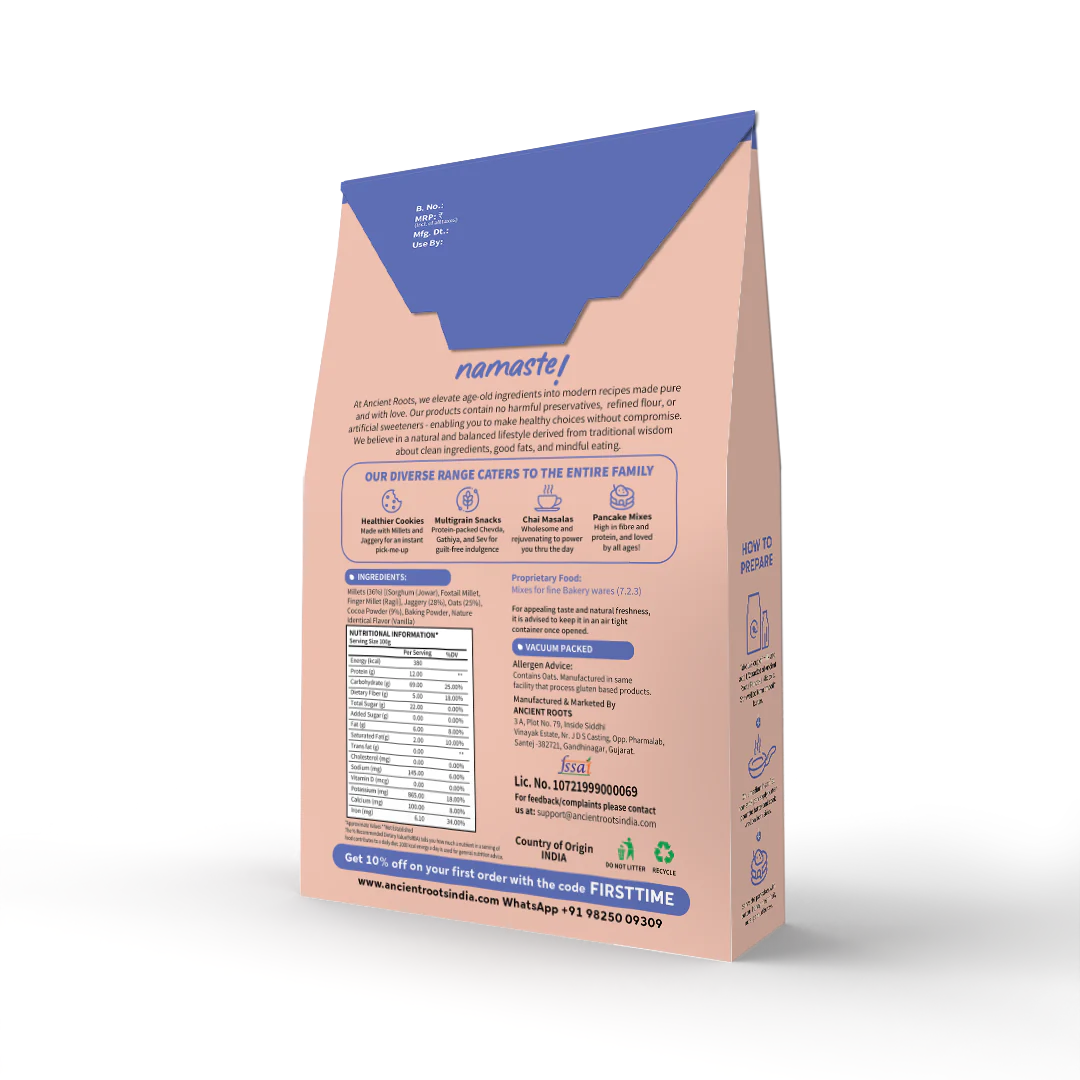 B. No.:
MRP: ₹
(Incl. of all taxes)
Mfg. Dt.:
Use By:
namaste!
At Ancient Roots, we elevate age-old ingredients into modern recipes made pure
and with love. Our products contain no harmful preservatives, refined flour, or
artificial sweeteners - enabling you to make healthy choices without compromise.
We believe in a natural and balanced lifestyle derived from traditional wisdom
about clean ingredients, good fats, and mindful eating.
OUR DIVERSE RANGE CATERS TO THE ENTIRE FAMILY
Healthier Cookies
Made with Millets and
Jaggery for an instant
pick-me-up
Multigrain Snacks
Protein-packed Chevda,
Gathiya, and Sev for
guilt-free indulgence
Chai Masalas
Wholesome and
rejuvenating to power
you thru the day
Pancake Mixes
High in fibre and
protein, and loved
by all ages!
INGREDIENTS:
Millets (36%) [(Sorghum (Jowar), Foxtail Millet,
Finger Millet (Ragi)], Jaggery (28%), Oats (25%),
Cocoa Powder (9%), Baking Powder, Nature
Identical Flavor (Vanilla)
NUTRITIONAL INFORMATION*
Serving Size 100g
Per Serving %DV
Energy (kcal) 380
Protein (g) 12.00 **
Carbohydrate (g) 69.00 25.00%
Dietary Fiber (g) 5.00 18.00%
Total Sugar (g) 22.00 0.00%
Added Sugar (g) 0.00 0.00%
Fat (g) 6.00 8.00%
Saturated Fat(g) 2.00 10.00%
Trans fat (g) 0.00 **
Cholesterol (mg) 0.00 0.00%
Sodium (mg) 145.00 6.00%
Vitamin D (mcg) 0.00 0.00%
Potassium (mg) 865.00 18.00%
Calcium (mg) 100.00 8.00%
Iron (mg) 6.10 34.00%
*Approximate Values **Not Established
Proprietary Food:
Mixes for fine Bakery wares (7.2.3)
For appealing taste and natural freshness,
it is advised to keep it in an air tight
container once opened.
VACUUM PACKED
Allergen Advice:
Contains Oats. Manufactured in same
facility that process gluten based products.
Manufactured & Marketed By
ANCIENT ROOTS
3 A, Plot No. 79, Inside Siddhi
Vinayak Estate, Nr. J D S Casting, Opp. Pharmalab,
Santej -382721, Gandhinagar, Gujarat.
fssai
Lic. No. 10721999000069
For feedback/complaints please contact
us at: support@ancientrootsindia.com
Country of Origin
INDIA
DO NOT LITTER
RECYCLE
Get 10% off on your first order with the code FIRSTTIME
www.ancientrootsindia.com WhatsApp +91 98250 09309
HOW TO
PREPARE